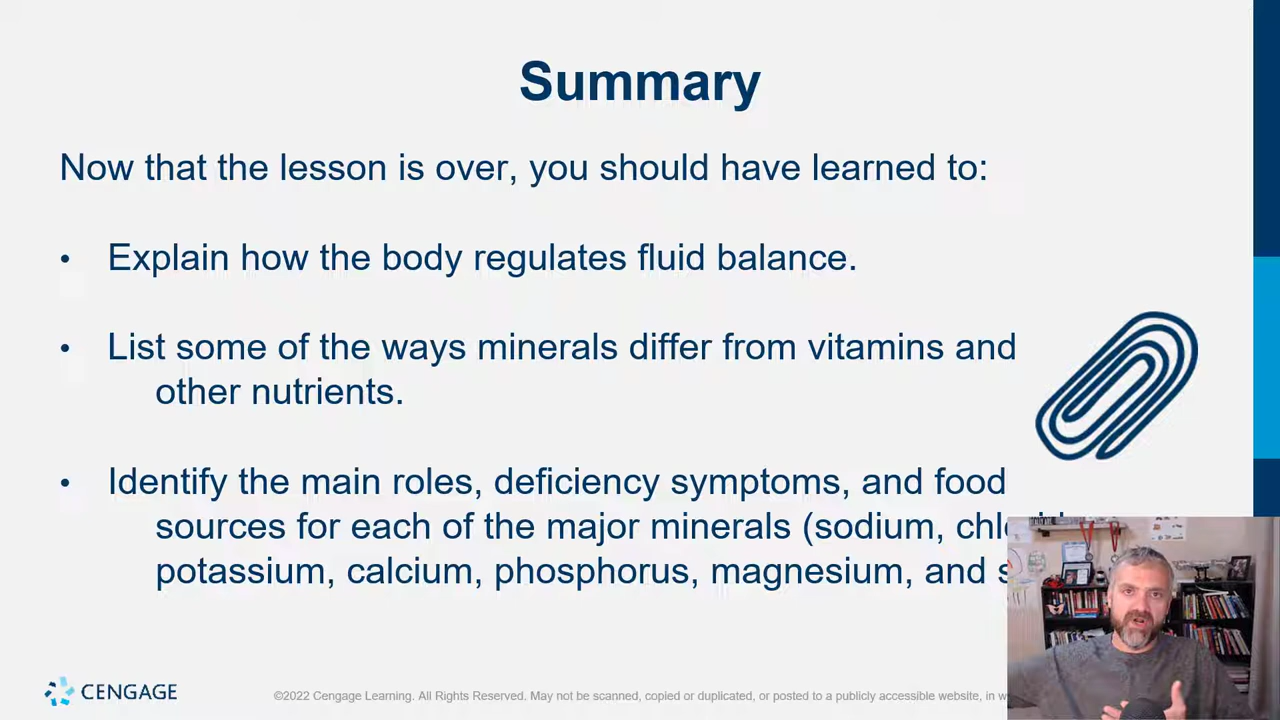 Summary
Now that the lesson is over, you should have learned to:
• Explain how the body regulates fluid balance.
• List some of the ways minerals differ from vitamins and
other nutrients.
• Identify the main roles, deficiency symptoms, and food
sources for each of the major minerals (sodium,
potassium, calcium, phosphorus, magnesium, and
CENGAGE
©2022 Cengage Learning. All Rights Reserved. May not be scanned, copied or duplicated, or posted to a publicly accessible website, in